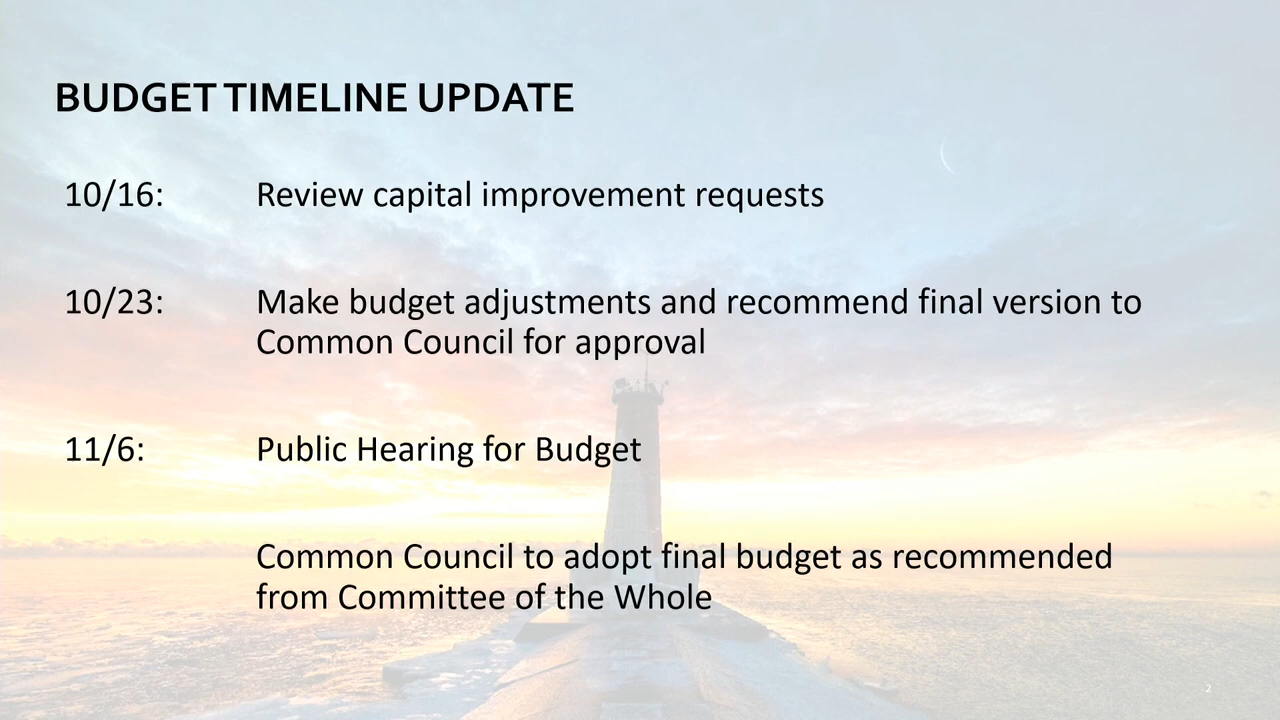 BUDGET TIMELINE UPDATE
10/16: Review capital improvement requests
10/23: Make budget adjustments and recommend final version to
Common Council for approval
11/6: Public Hearing for Budget
Common Council to adopt final budget as recommended
from Committee of the Whole
2